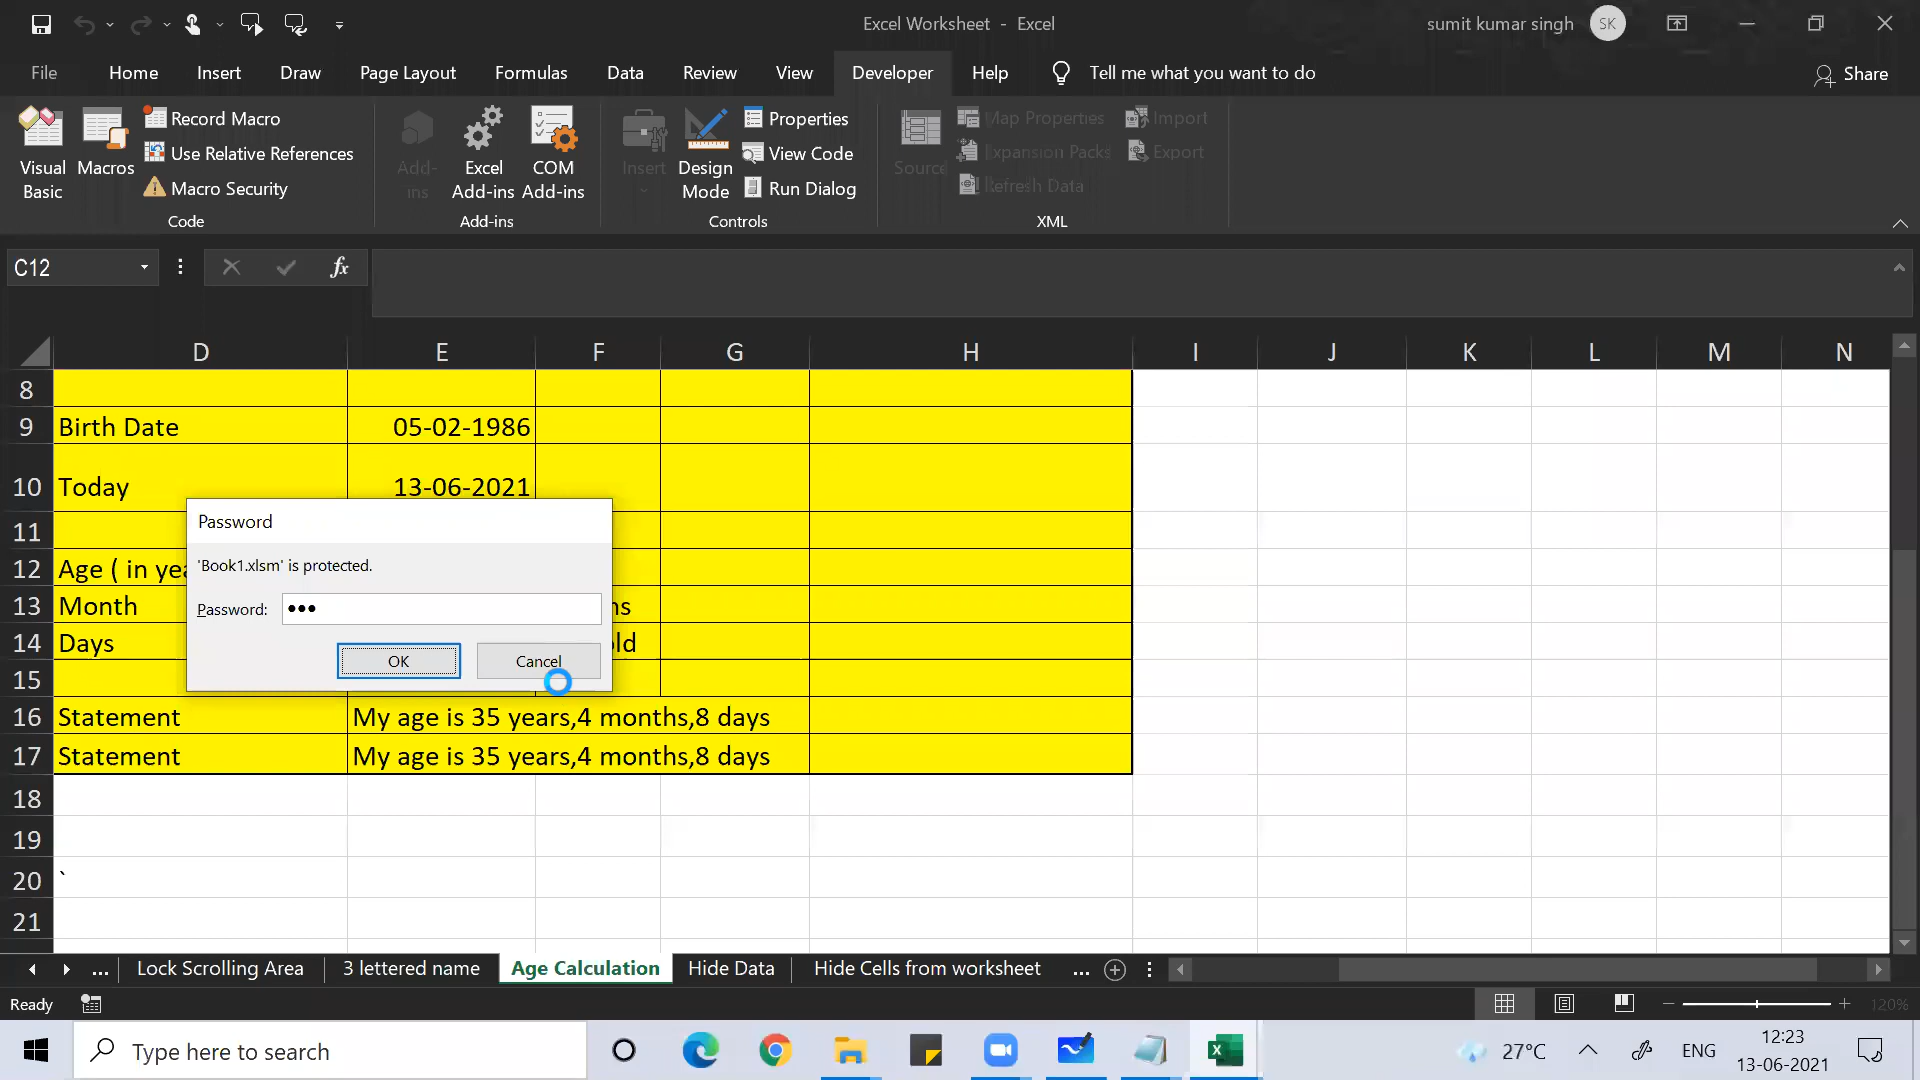 Excel Worksheet - Excel
sumit kumar singh
SK
File
Home
Insert
Draw
Page Layout
Formulas
Data
Review
View
Developer
Help
Tell me what you want to do
Share
Visual Basic
Macros
Record Macro
Use Relative References
Macro Security
Code
Add-ins
Excel Add-ins
COM Add-ins
Add-ins
Insert
Design Mode
Properties
View Code
Run Dialog
Controls
Source
Map Properties
Expansion Packs
Refresh Data
Import
Export
XML
C12
fx
D E F G H I J K L M N
8
9 Birth Date 05-02-1986
10 Today 13-06-2021
11
12 Age ( in yea
13 Month ns
14 Days old
15
16 Statement My age is 35 years,4 months,8 days
17 Statement My age is 35 years,4 months,8 days
18
19
20 `
21
Password
'Book1.xlsm' is protected.
Password: •••
OK
Cancel
...
Lock Scrolling Area
3 lettered name
Age Calculation
Hide Data
Hide Cells from worksheet
...
Ready
120%
Type here to search
27°C
ENG
12:23
13-06-2021